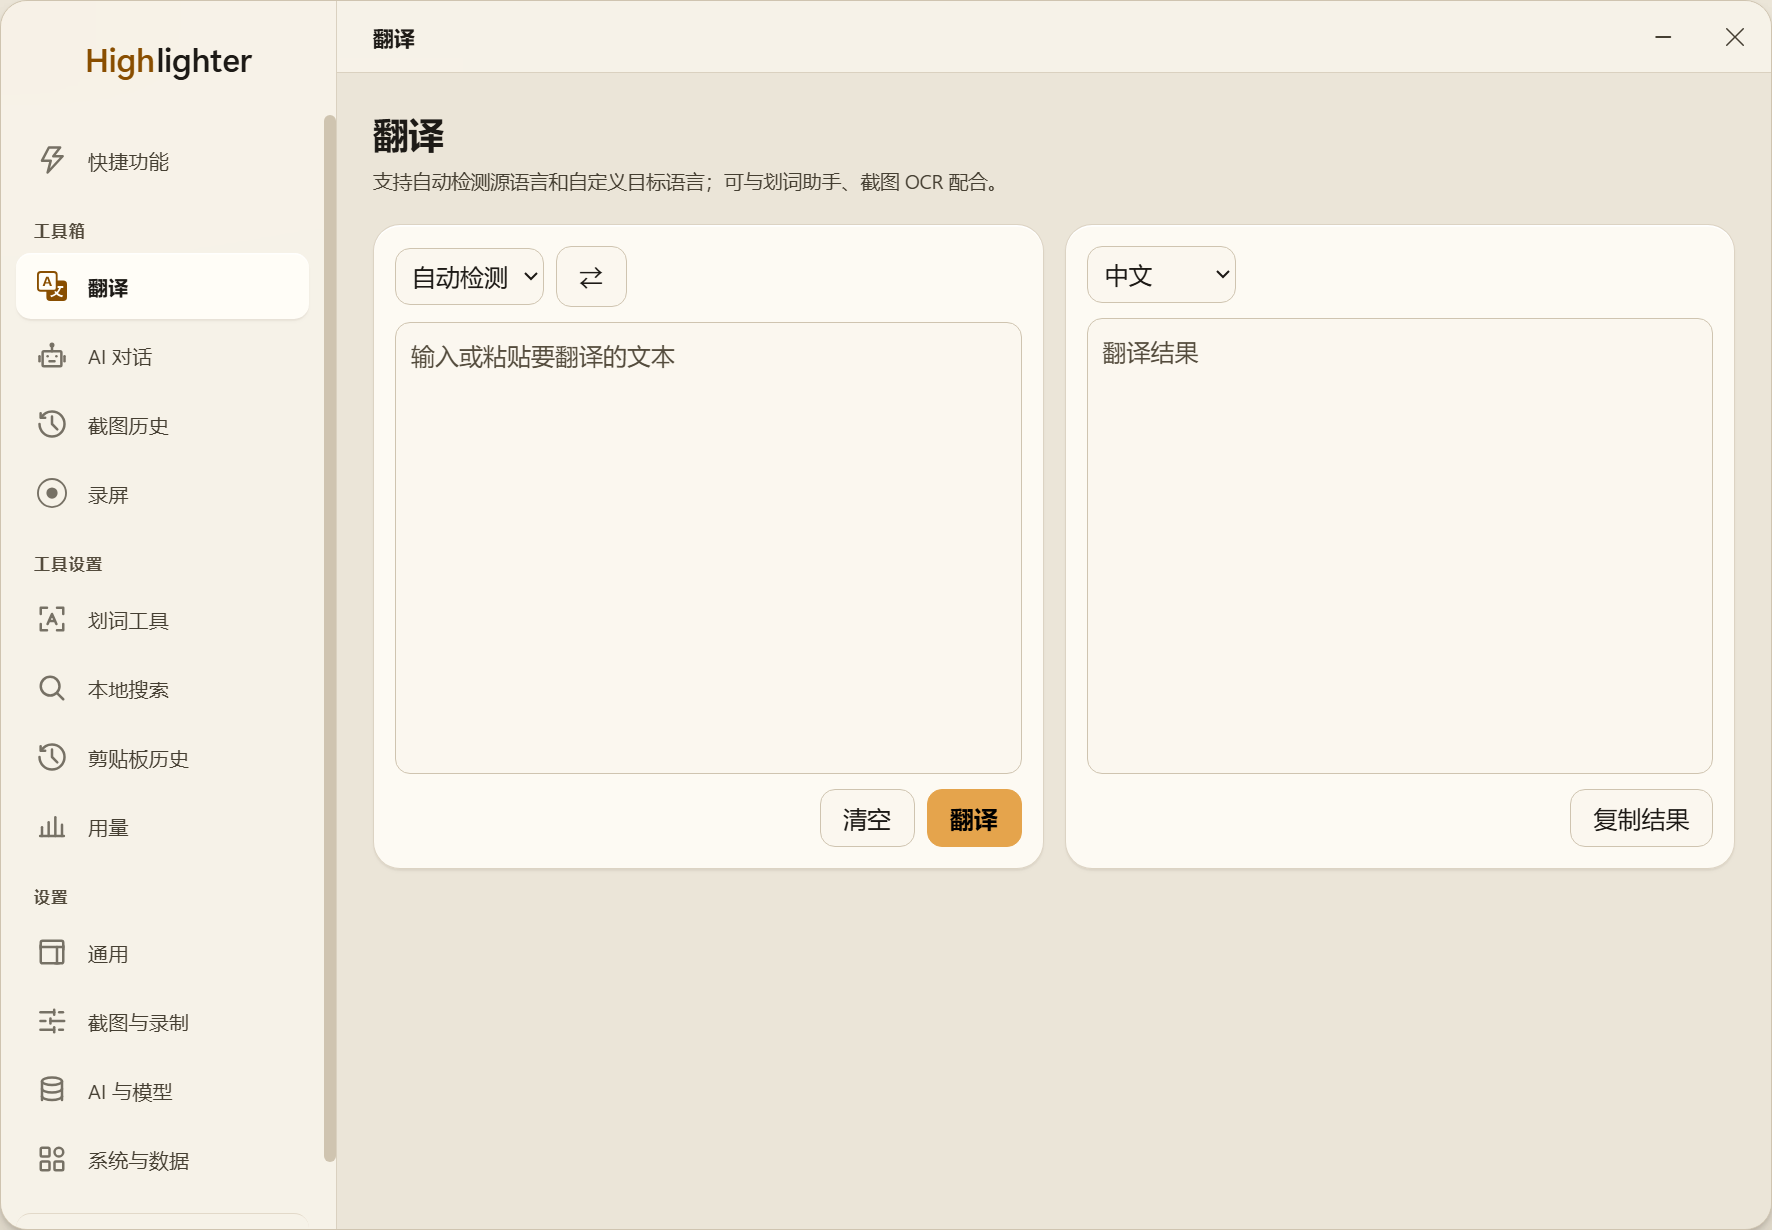 Highlighter
快捷功能
工具箱
翻译
AI 对话
截图历史
录屏
工具设置
划词工具
本地搜索
剪贴板历史
用量
设置
通用
截图与录制
AI 与模型
系统与数据
翻译
翻译
支持自动检测源语言和自定义目标语言；可与划词助手、截图 OCR 配合。
自动检测
输入或粘贴要翻译的文本
清空 翻译
中文
翻译结果
复制结果